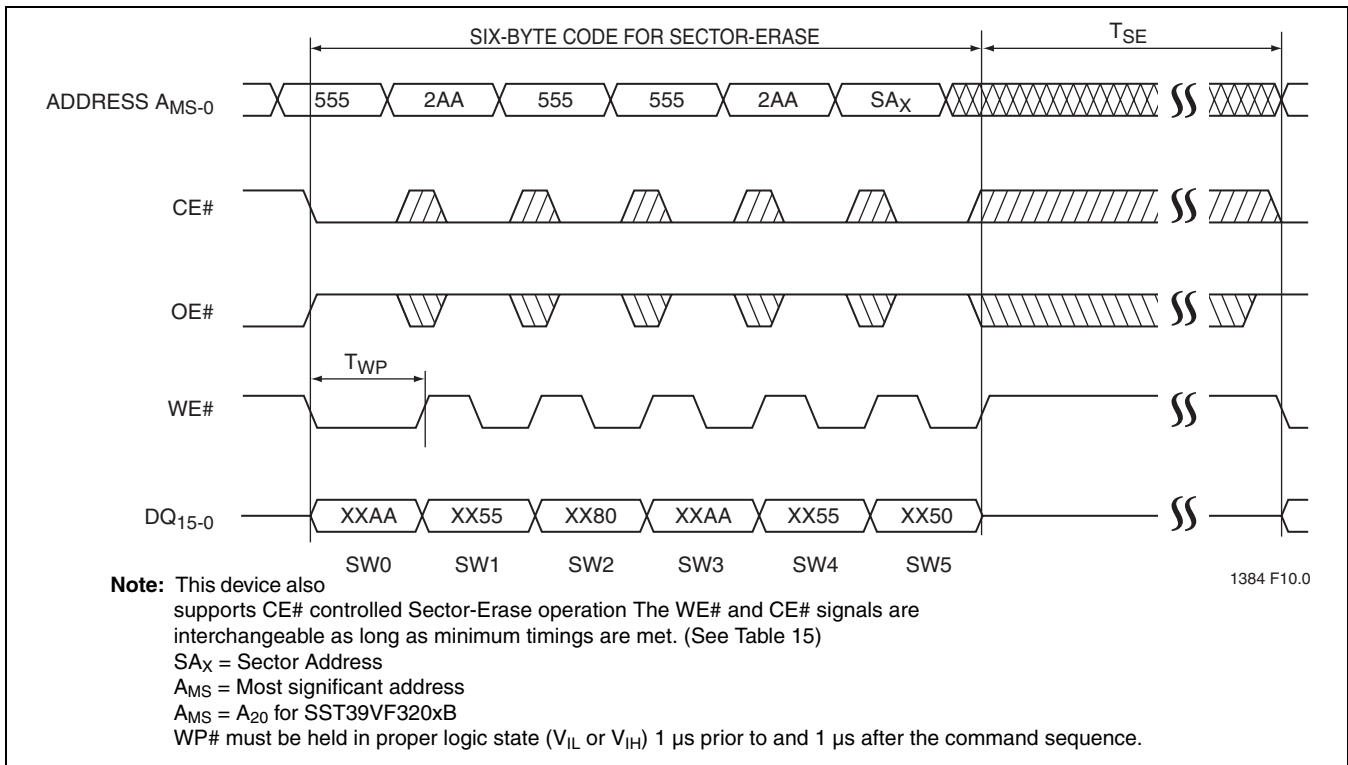 SIX-BYTE CODE FOR SECTOR-ERASE
TSE
ADDRESS AMS-0
555 2AA 555 555 2AA SAX
CE#
OE#
TWP
WE#
DQ15-0
XXAA XX55 XX80 XXAA XX55 XX50
SW0 SW1 SW2 SW3 SW4 SW5
1384 F10.0
Note: This device also
supports CE# controlled Sector-Erase operation The WE# and CE# signals are
interchangeable as long as minimum timings are met. (See Table 15)
SAX = Sector Address
AMS = Most significant address
AMS = A20 for SST39VF320xB
WP# must be held in proper logic state (VIL or VIH) 1 µs prior to and 1 µs after the command sequence.